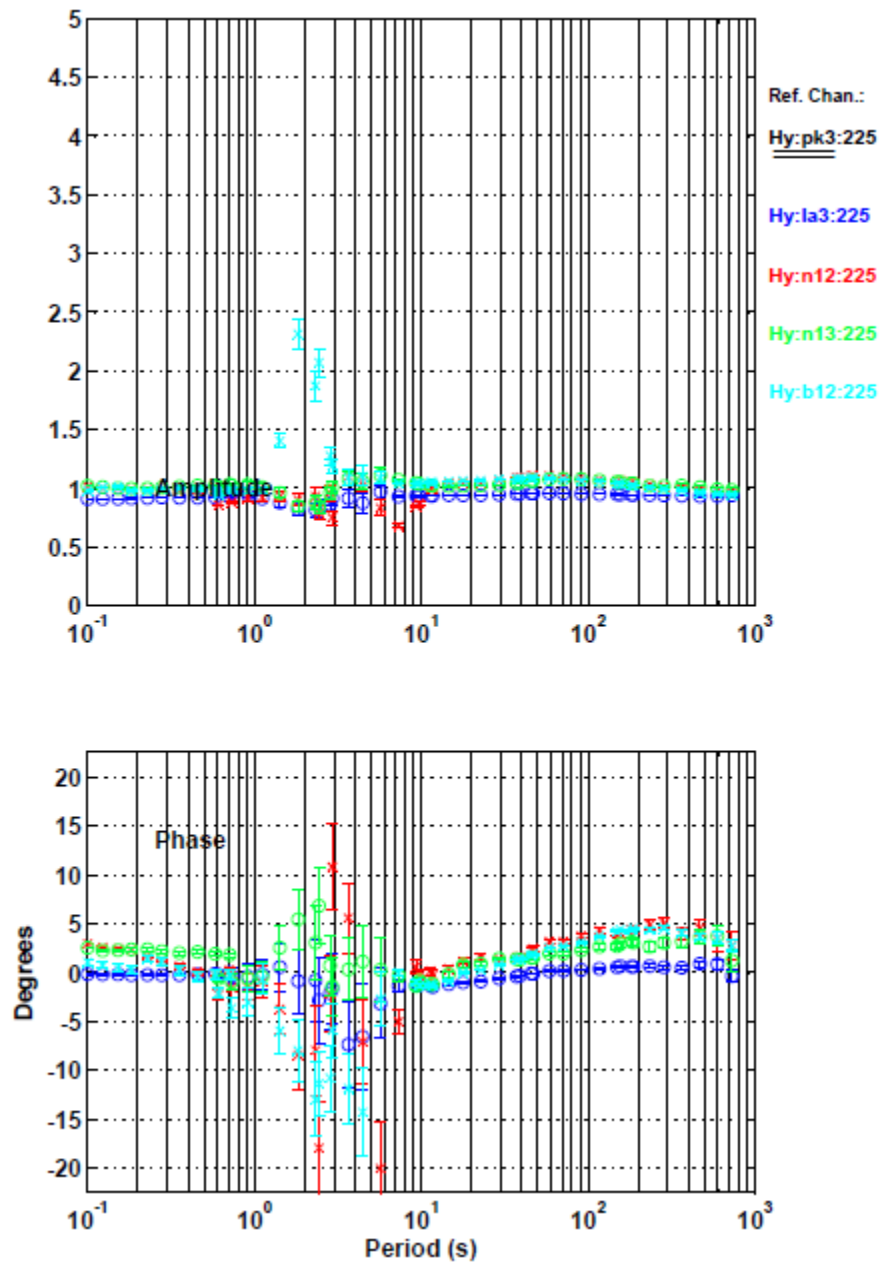 5
4.5
4
3.5
3
2.5
2
1.5
1
0.5
0
Amplitude
10^-1 10^0 10^1 10^2 10^3
Ref. Chan.:
Hy:pk3:225
Hy:la3:225
Hy:n12:225
Hy:n13:225
Hy:b12:225
20
15
10
5
0
-5
-10
-15
-20
Degrees
Phase
10^-1 10^0 10^1 10^2 10^3
Period (s)